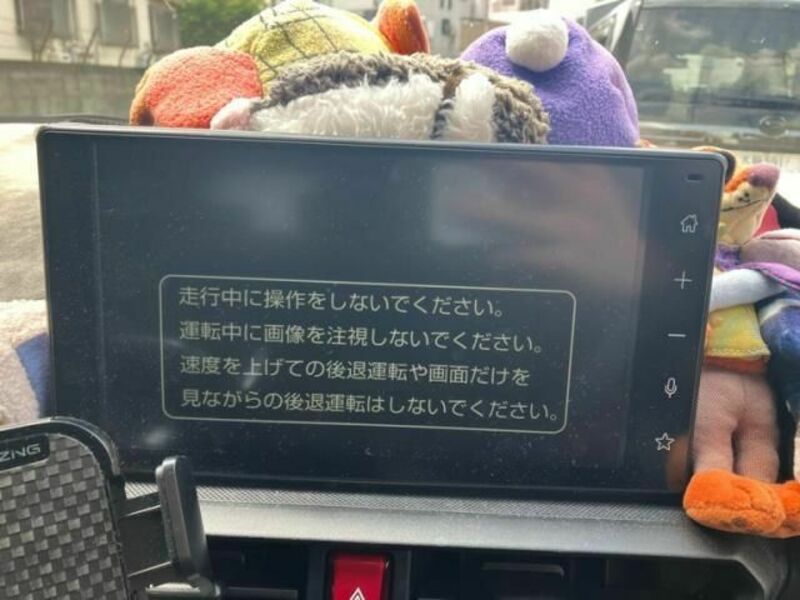 走行中に操作をしないでください。
運転中に画像を注視しないでください。
速度を上げての後退運転や画面だけを
見ながらの後退運転はしないでください。
ZING